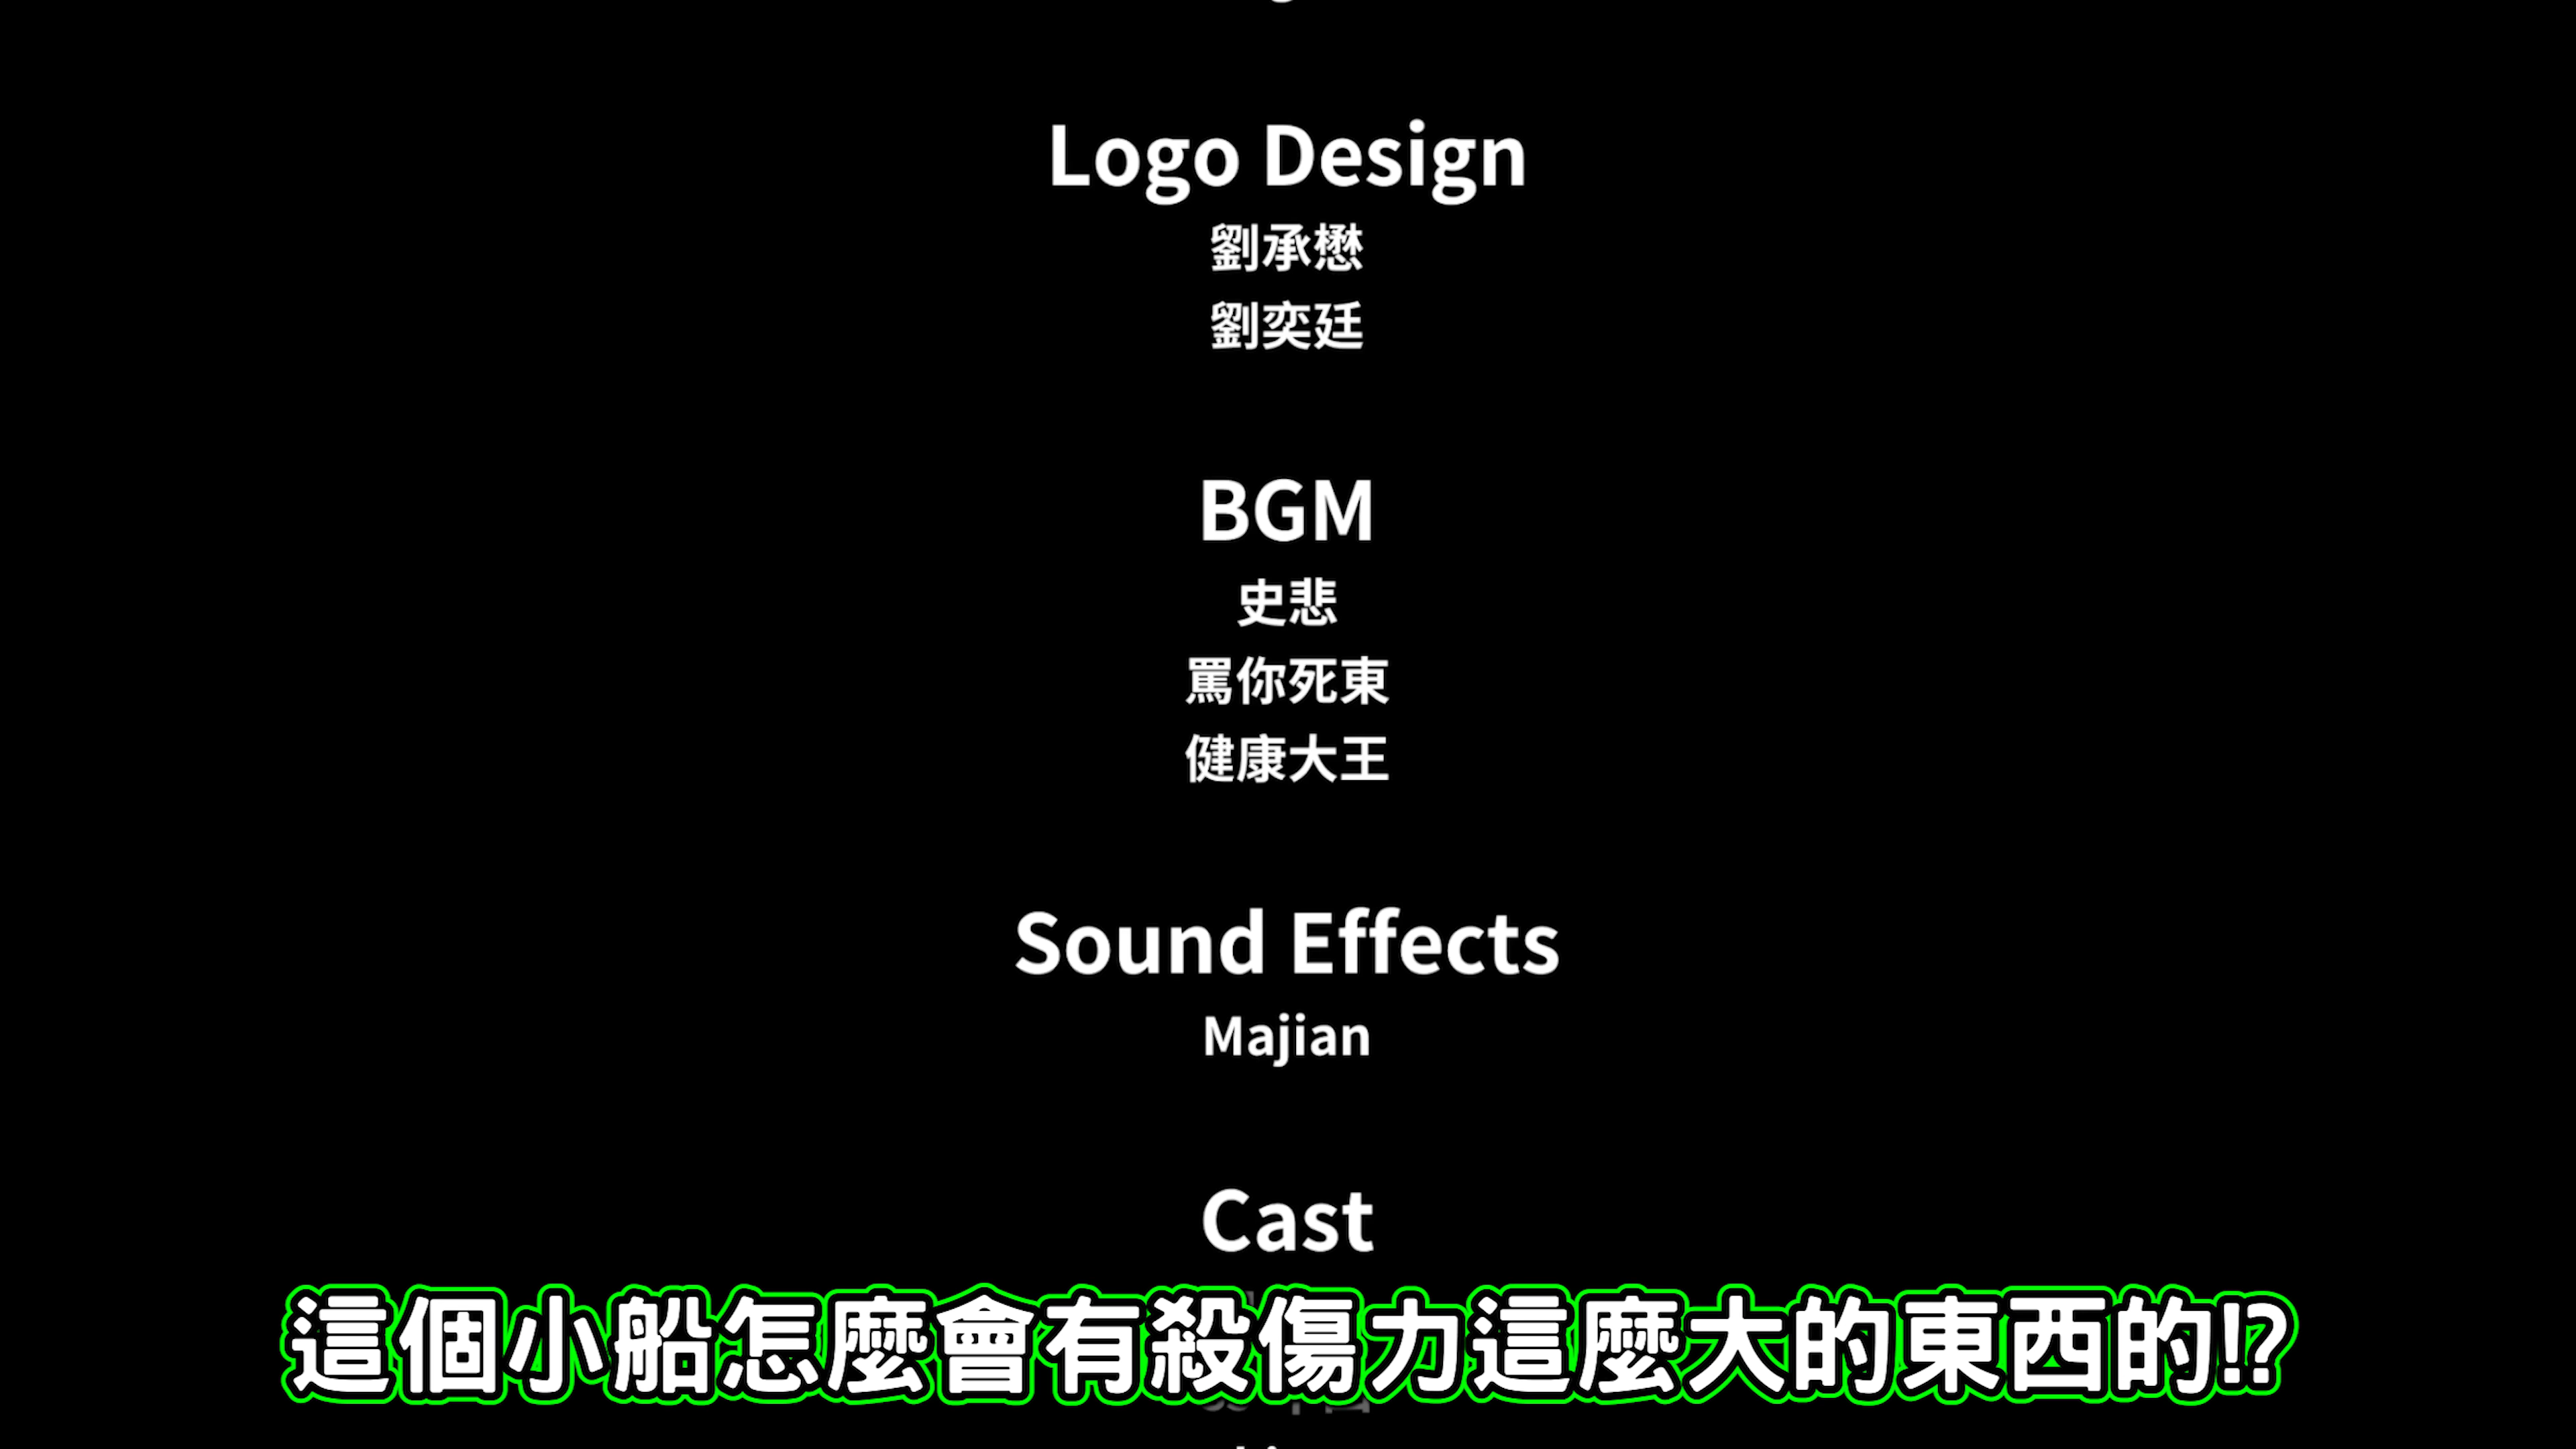 Logo Design
劉承懋
劉奕廷
BGM
史悲
罵你死東
健康大王
Sound Effects
Majian
Cast
這個小船怎麼會有殺傷力這麼大的東西的⁉